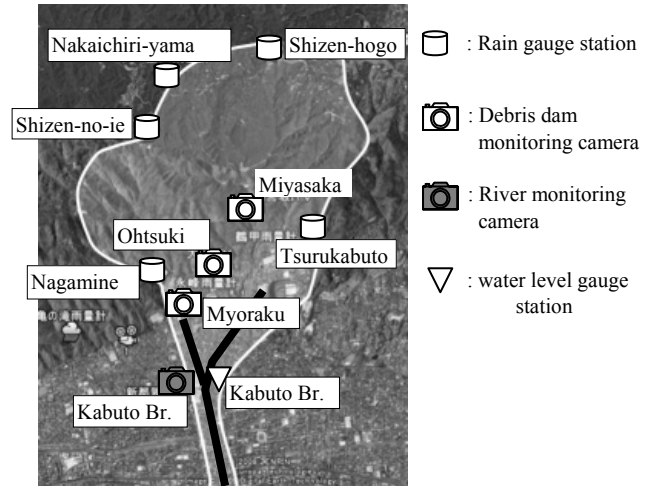 Nakaichiri-yama
Shizen-hogo
Shizen-no-ie
Miyasaka
Ohtsuki
Tsurukabuto
Nagamine
Myoraku
Kabuto Br.
Kabuto Br.
: Rain gauge station
: Debris dam
monitoring camera
: River monitoring
camera
: water level gauge
station